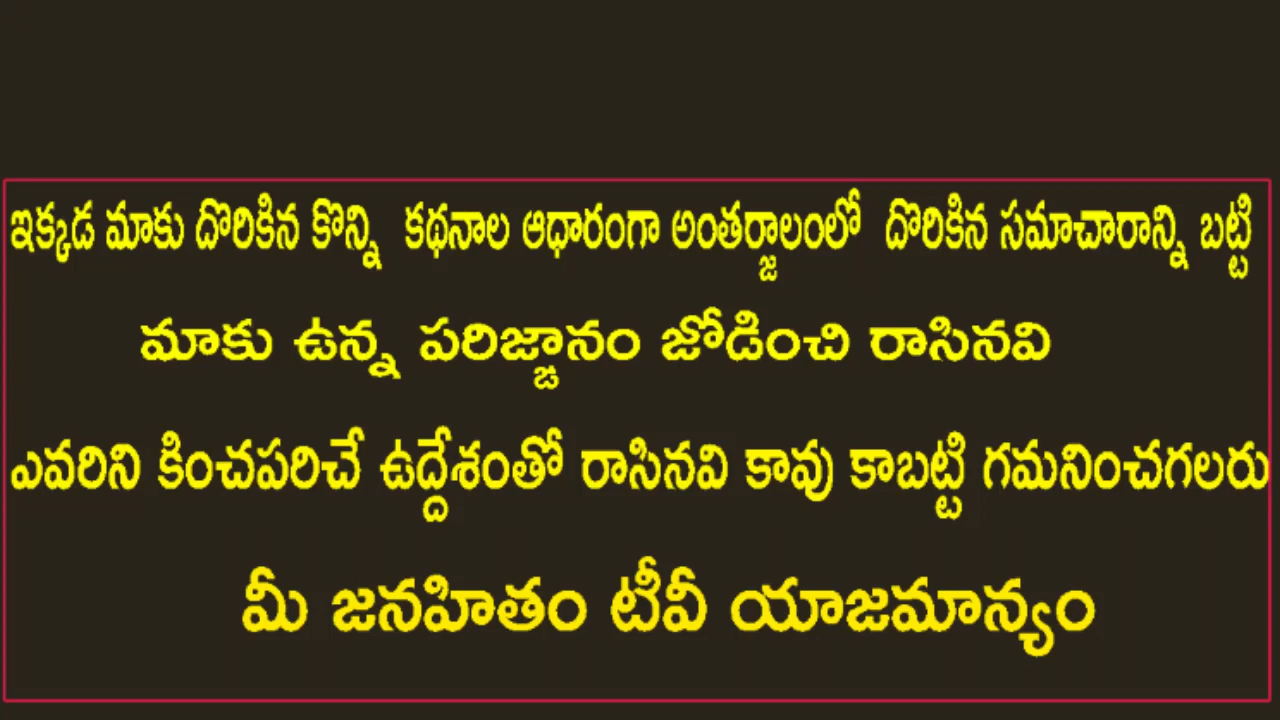 ఇక్కడ మాకు దొరికిన కొన్ని కథనాల ఆధారంగా అంతర్జాలంలో దొరికిన సమాచారాన్ని బట్టి
మాకు ఉన్న పరిజ్ఙానం జోడించి రాసినవి
ఎవరిని కించపరిచే ఉద్దేశంతో రాసినవి కావు కాబట్టి గమనించగలరు
మీ జనహితం టీవీ యాజమాన్యం